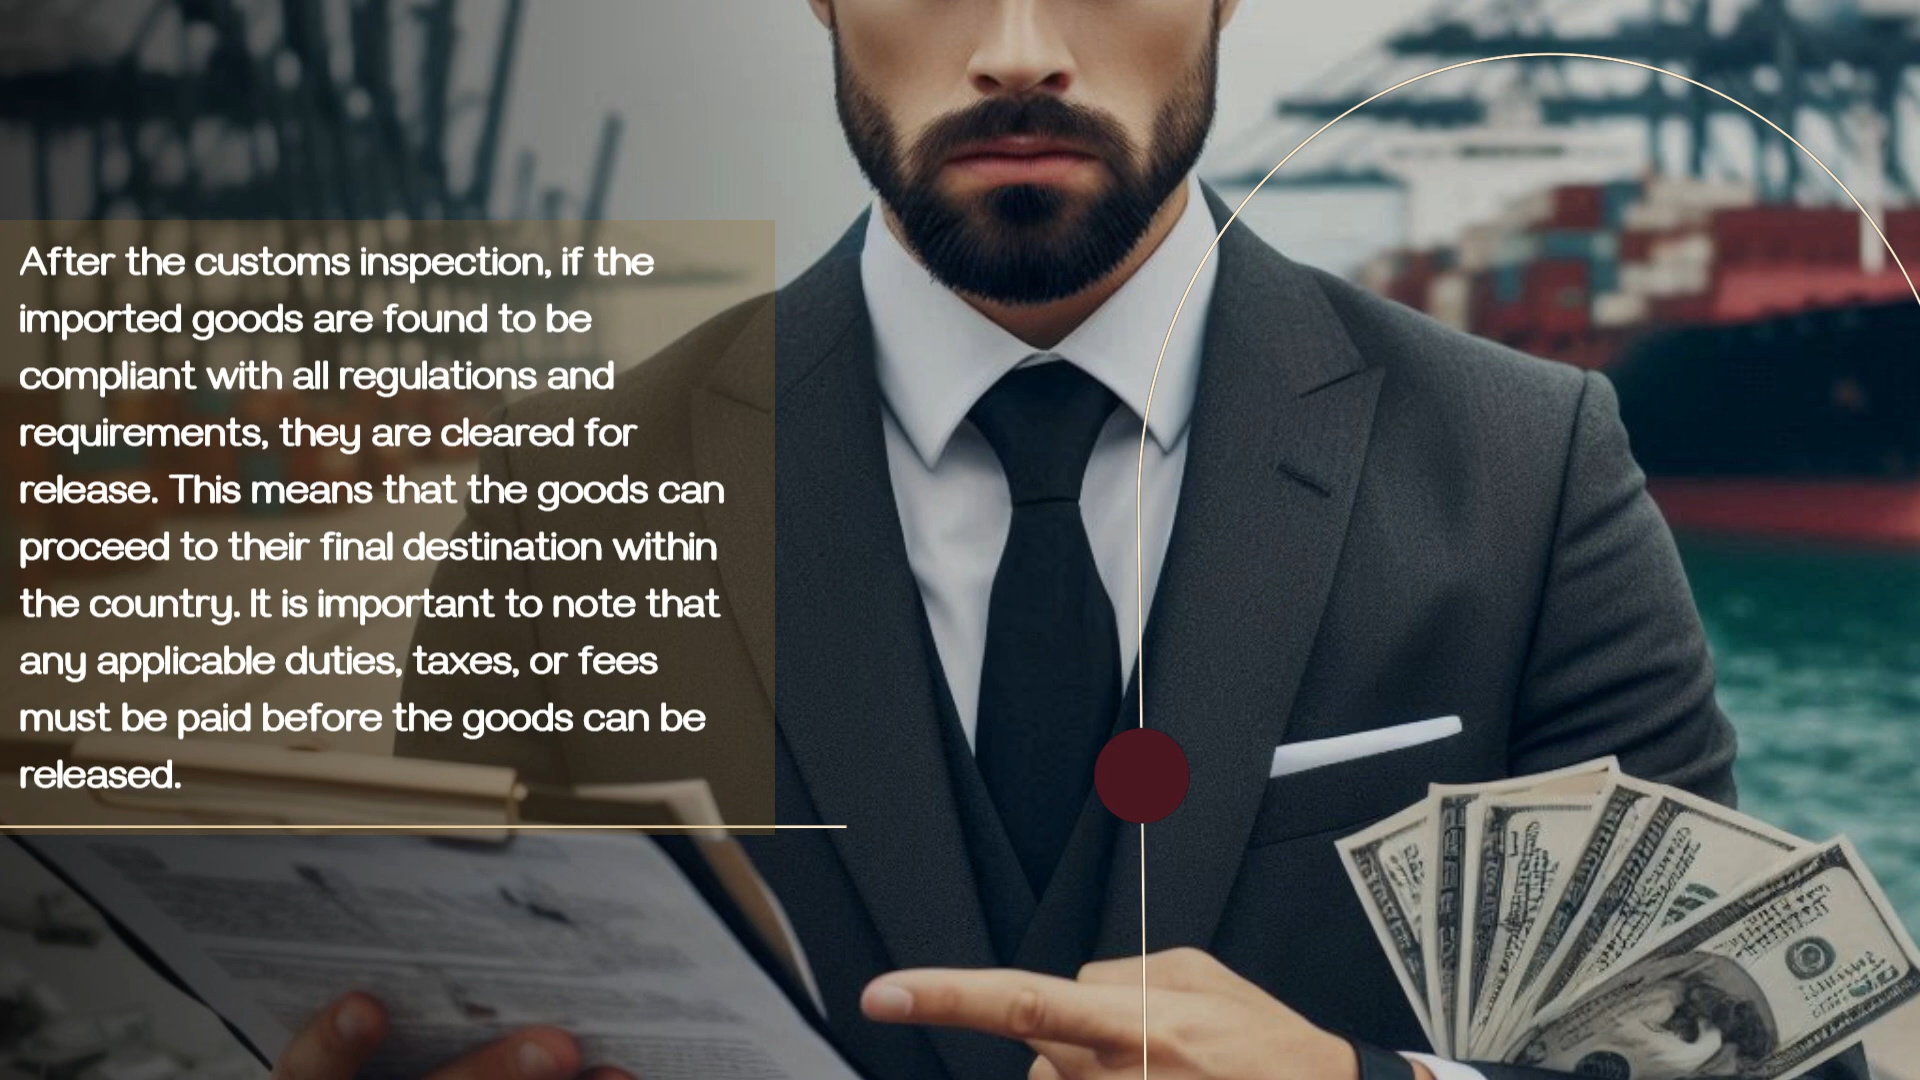 After the customs inspection, if the
imported goods are found to be
compliant with all regulations and
requirements, they are cleared for
release. This means that the goods can
proceed to their final destination within
the country. It is important to note that
any applicable duties, taxes, or fees
must be paid before the goods can be
released.